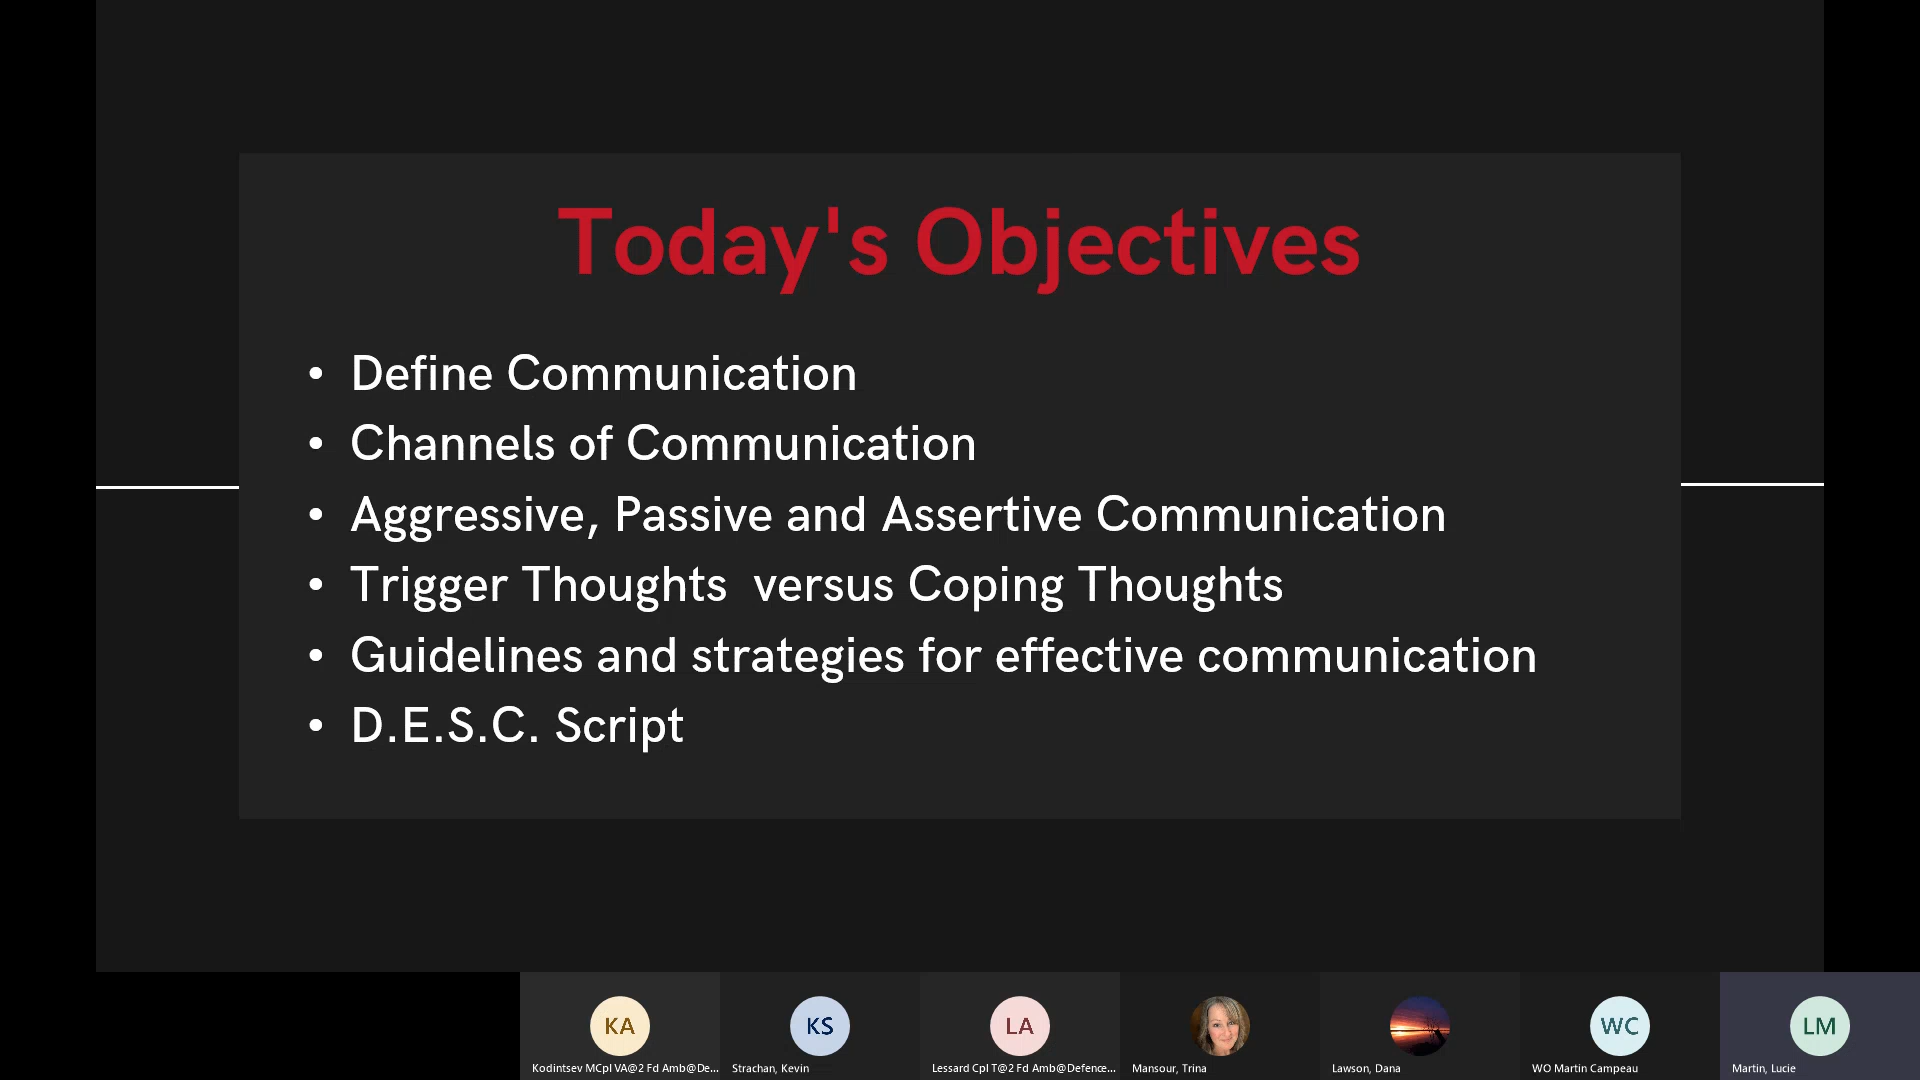 Today's Objectives
• Define Communication
• Channels of Communication
• Aggressive, Passive and Assertive Communication
• Trigger Thoughts  versus Coping Thoughts
• Guidelines and strategies for effective communication
• D.E.S.C. Script
KA
KS
LA
WC
LM
Kodintsev MCpl VA@2 Fd Amb@De...
Strachan, Kevin
Lessard Cpl T@2 Fd Amb@Defence...
Mansour, Trina
Lawson, Dana
WO Martin Campeau
Martin, Lucie